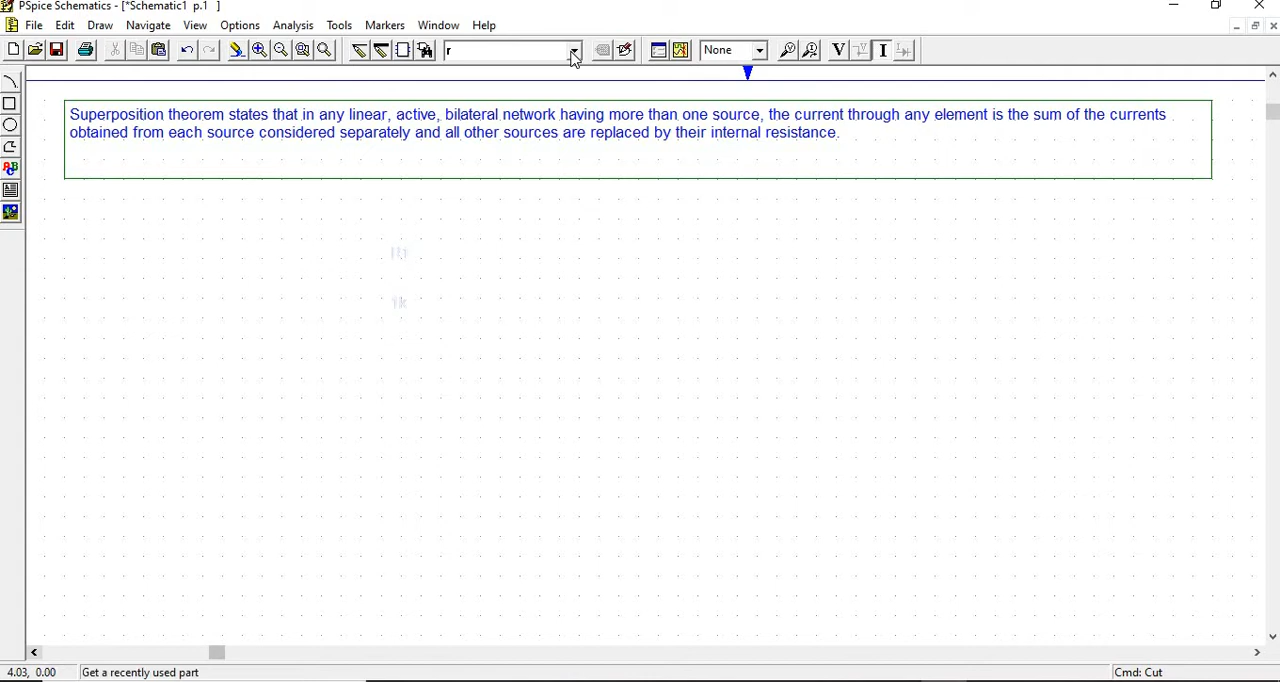 PSpice Schematics - [*Schematic1  p.1   ]
File Edit Draw Navigate View Options Analysis Tools Markers Window Help
r None V I
ABC
Superposition theorem states that in any linear, active, bilateral network having more than one source, the current through any element is the sum of the currents
obtained from each source considered separately and all other sources are replaced by their internal resistance.
R1
1k
4.03, 0.00 Get a recently used part Cmd: Cut